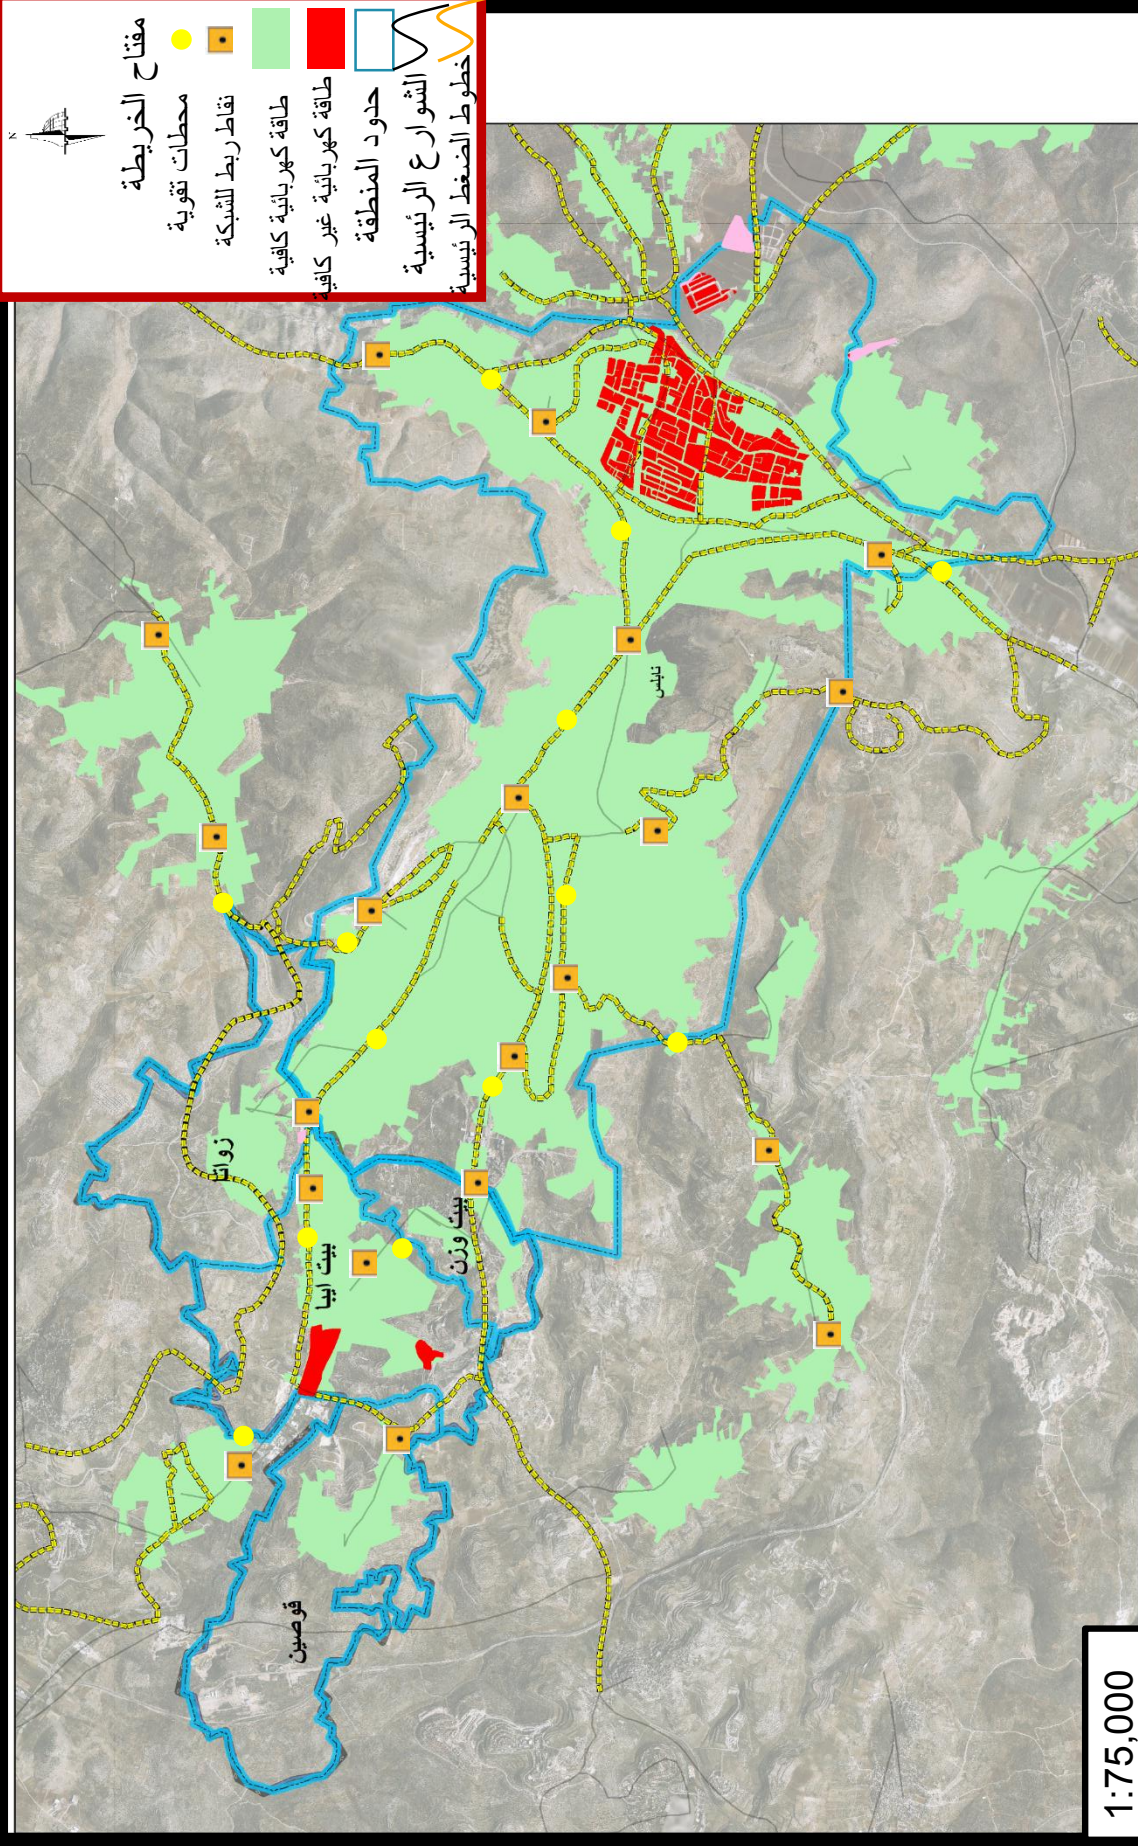 N
مفتاح الخريطة
محطات تقوية
نقاط ربط للشبكة
طاقة كهربائية كافية
طاقة كهربائية غير كافية
حدود المنطقة
الشوارع الرئيسية
خطوط الضغط الرئيسية
زواتا
بيت ايبا
بيت وزن
قوصين
نابلس
1:75,000